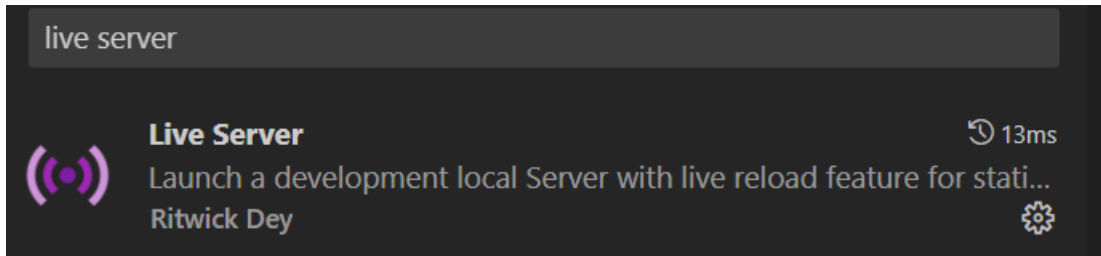 live server
Live Server 13ms
Launch a development local Server with live reload feature for stati...
Ritwick Dey